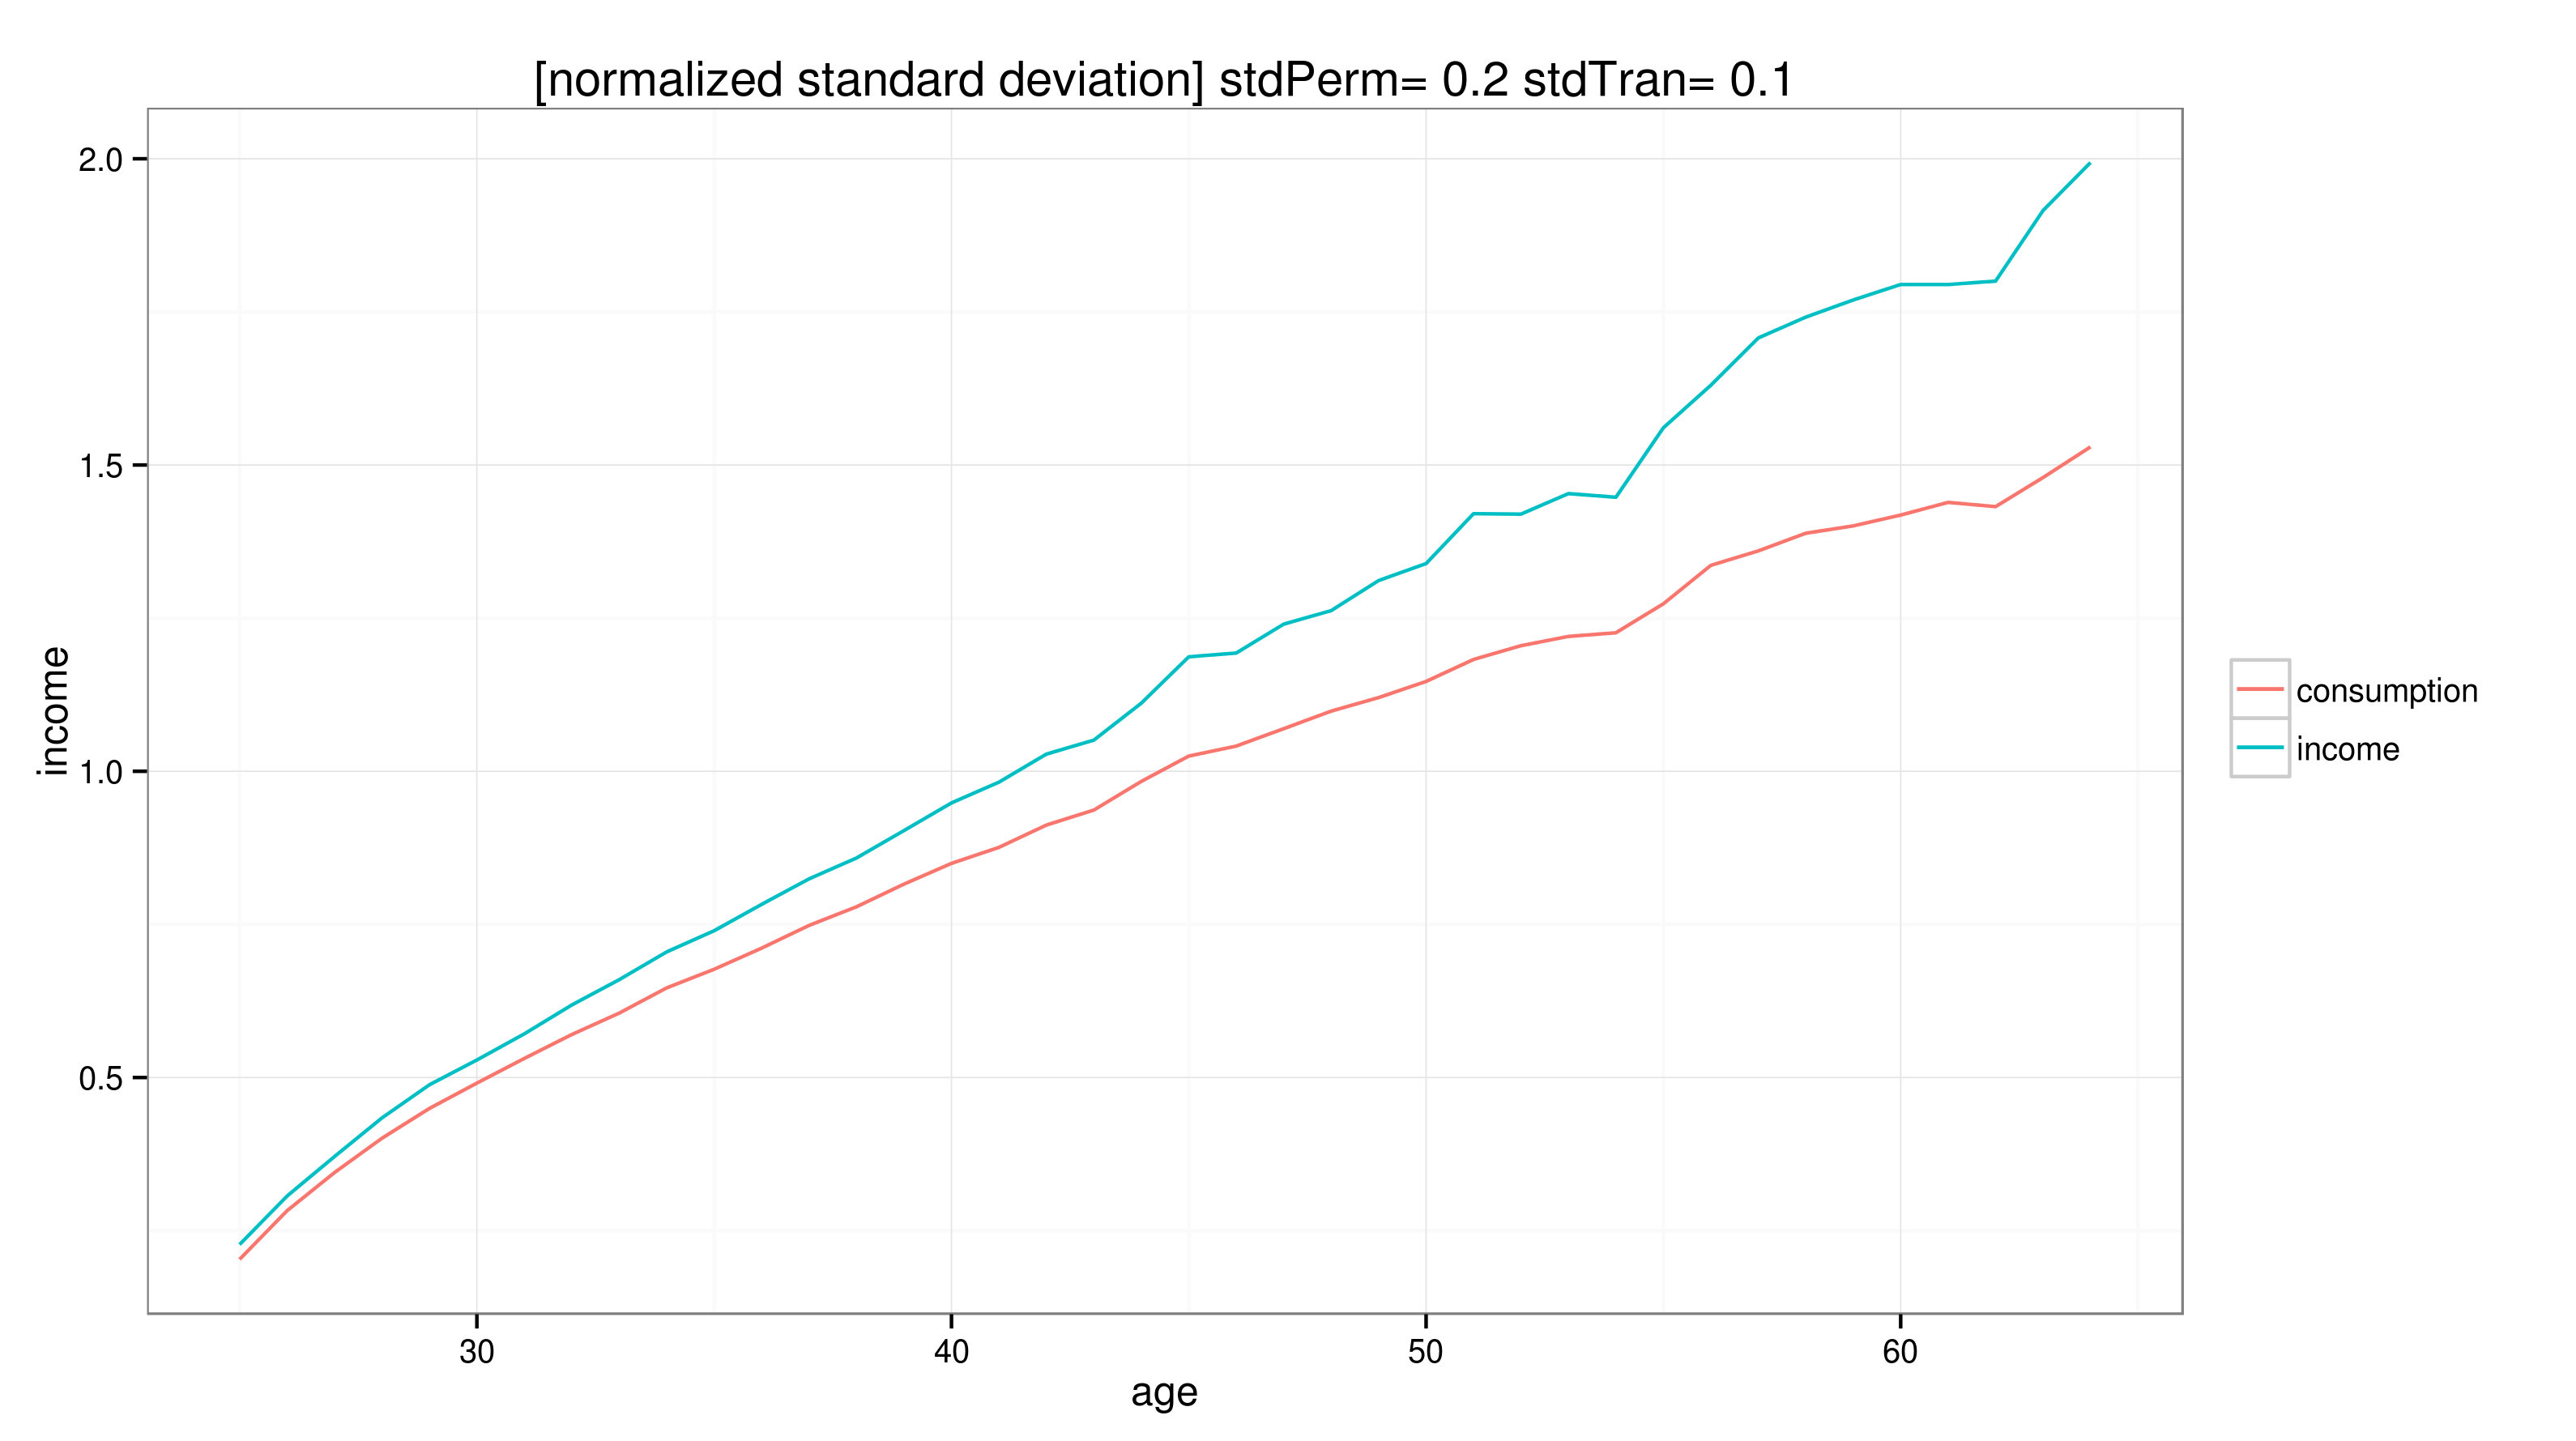 [normalized standard deviation] stdPerm= 0.2 stdTran= 0.1
2.0
1.5
1.0
0.5
income
30 40 50 60
age
consumption
income